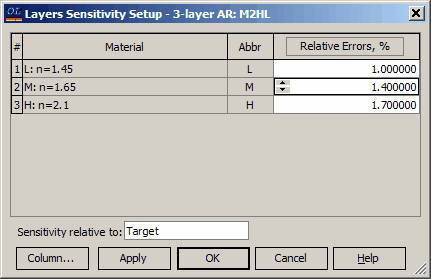 OL Layers Sensitivity Setup - 3-layer AR: M2HL
# Material Abbr Relative Errors, %
1 L: n=1.45 L 1.000000
2 M: n=1.65 M 1.400000
3 H: n=2.1 H 1.700000
Sensitivity relative to: Target
Column... Apply OK Cancel Help